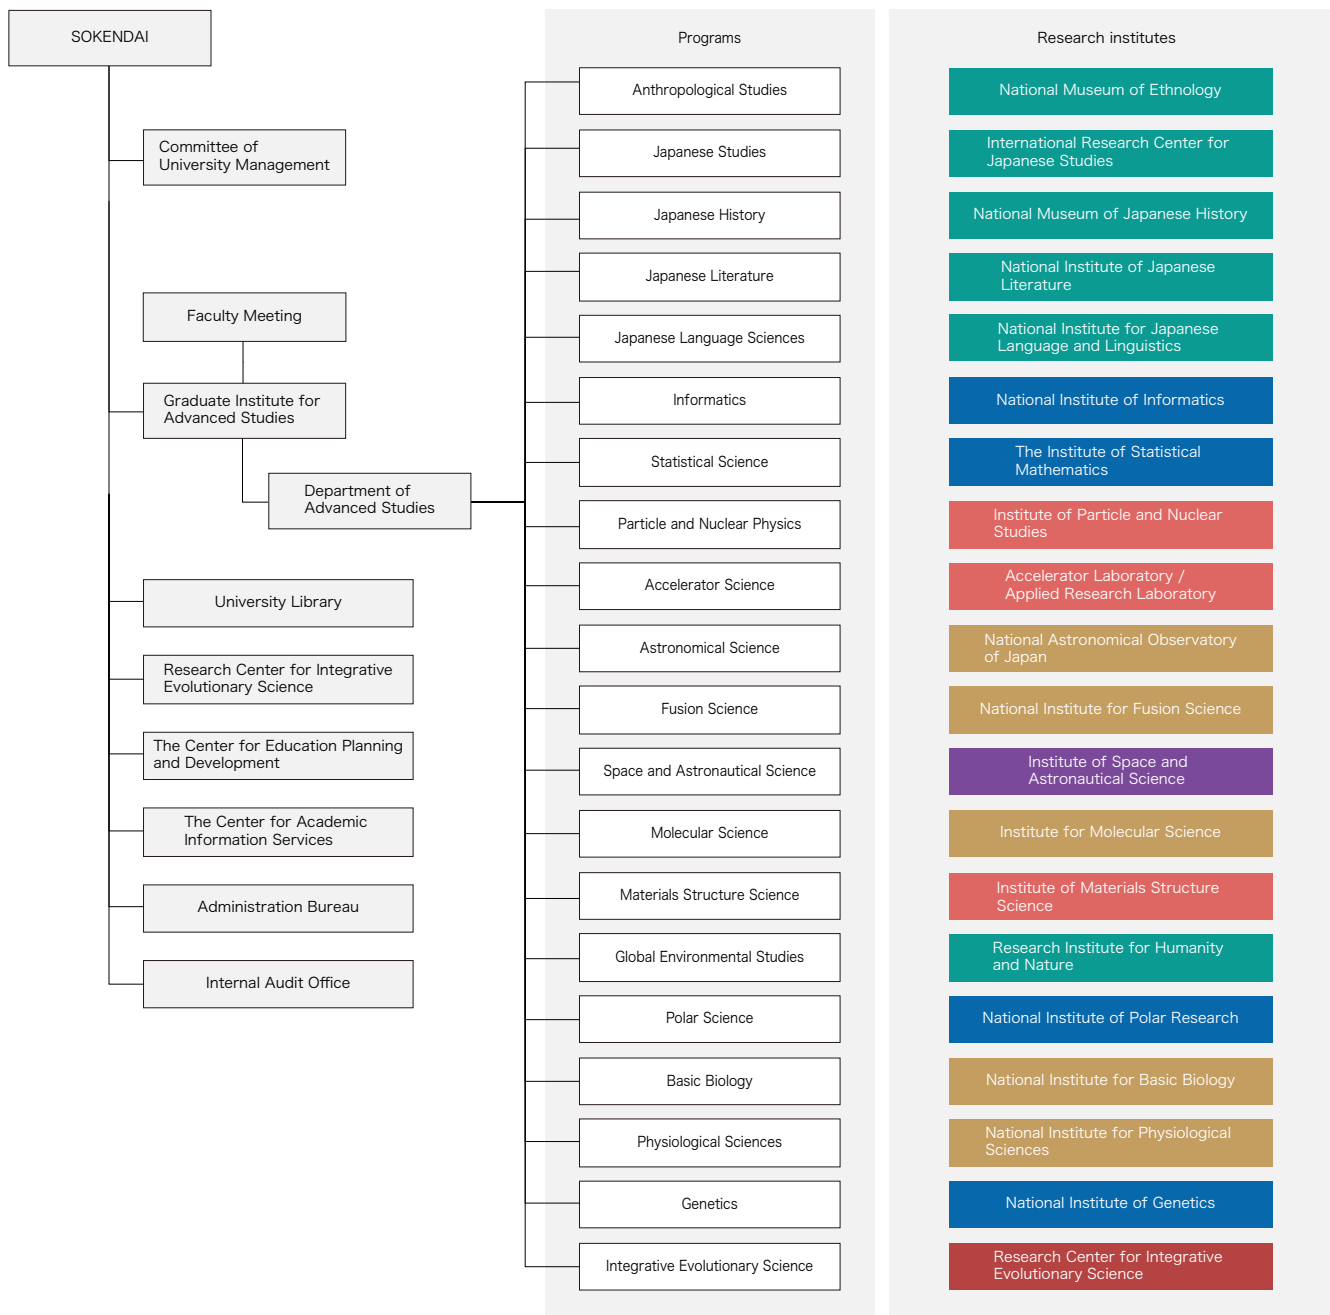 SOKENDAI
Committee of
University Management
Faculty Meeting
Graduate Institute for
Advanced Studies
Department of
Advanced Studies
University Library
Research Center for Integrative
Evolutionary Science
The Center for Education Planning
and Development
The Center for Academic
Information Services
Administration Bureau
Internal Audit Office
Programs
Anthropological Studies
Japanese Studies
Japanese History
Japanese Literature
Japanese Language Sciences
Informatics
Statistical Science
Particle and Nuclear Physics
Accelerator Science
Astronomical Science
Fusion Science
Space and Astronautical Science
Molecular Science
Materials Structure Science
Global Environmental Studies
Polar Science
Basic Biology
Physiological Sciences
Genetics
Integrative Evolutionary Science
Research institutes
National Museum of Ethnology
International Research Center for
Japanese Studies
National Museum of Japanese History
National Institute of Japanese
Literature
National Institute for Japanese
Language and Linguistics
National Institute of Informatics
The Institute of Statistical
Mathematics
Institute of Particle and Nuclear
Studies
Accelerator Laboratory /
Applied Research Laboratory
National Astronomical Observatory
of Japan
National Institute for Fusion Science
Institute of Space and
Astronautical Science
Institute for Molecular Science
Institute of Materials Structure
Science
Research Institute for Humanity
and Nature
National Institute of Polar Research
National Institute for Basic Biology
National Institute for Physiological
Sciences
National Institute of Genetics
Research Center for Integrative
Evolutionary Science